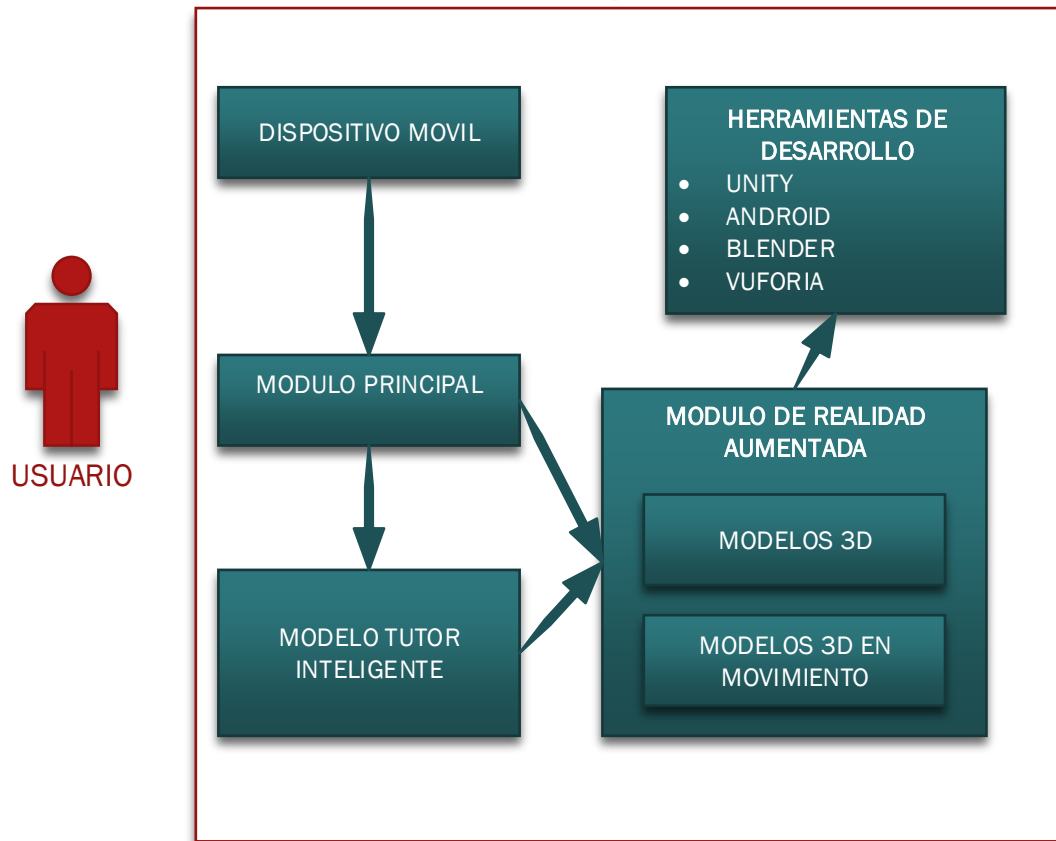 DISPOSITIVO MOVIL
HERRAMIENTAS DE
DESARROLLO
• UNITY
• ANDROID
• BLENDER
• VUFORIA
USUARIO
MODULO PRINCIPAL
MODELO TUTOR
INTELIGENTE
MODULO DE REALIDAD
AUMENTADA
MODELOS 3D
MODELOS 3D EN
MOVIMIENTO